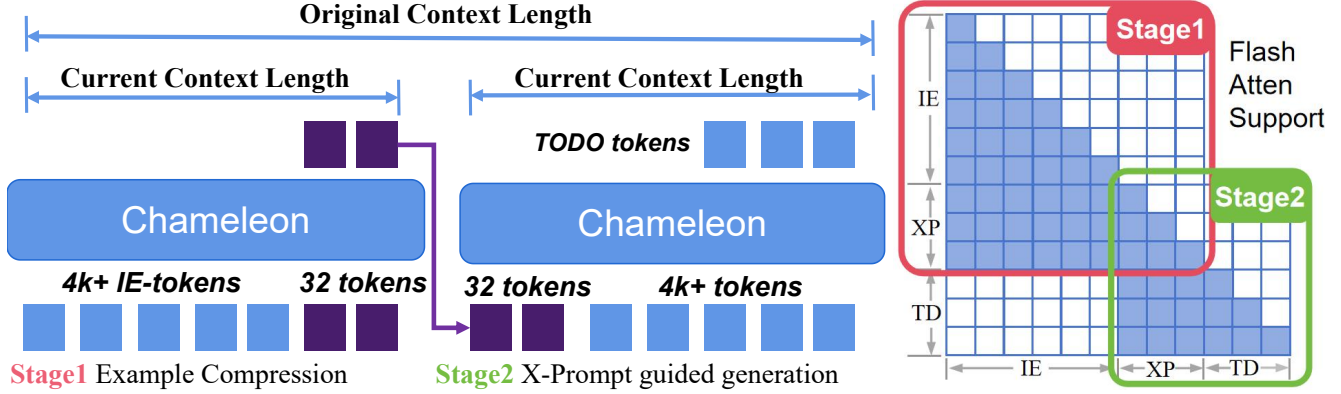 Original Context Length
Current Context Length
Current Context Length
TODO tokens
Chameleon
Chameleon
4k+ IE-tokens
32 tokens
32 tokens
4k+ tokens
Stage1 Example Compression
Stage2 X-Prompt guided generation
Stage1
Flash
Atten
Support
IE
Stage2
XP
TD
IE
XP
TD